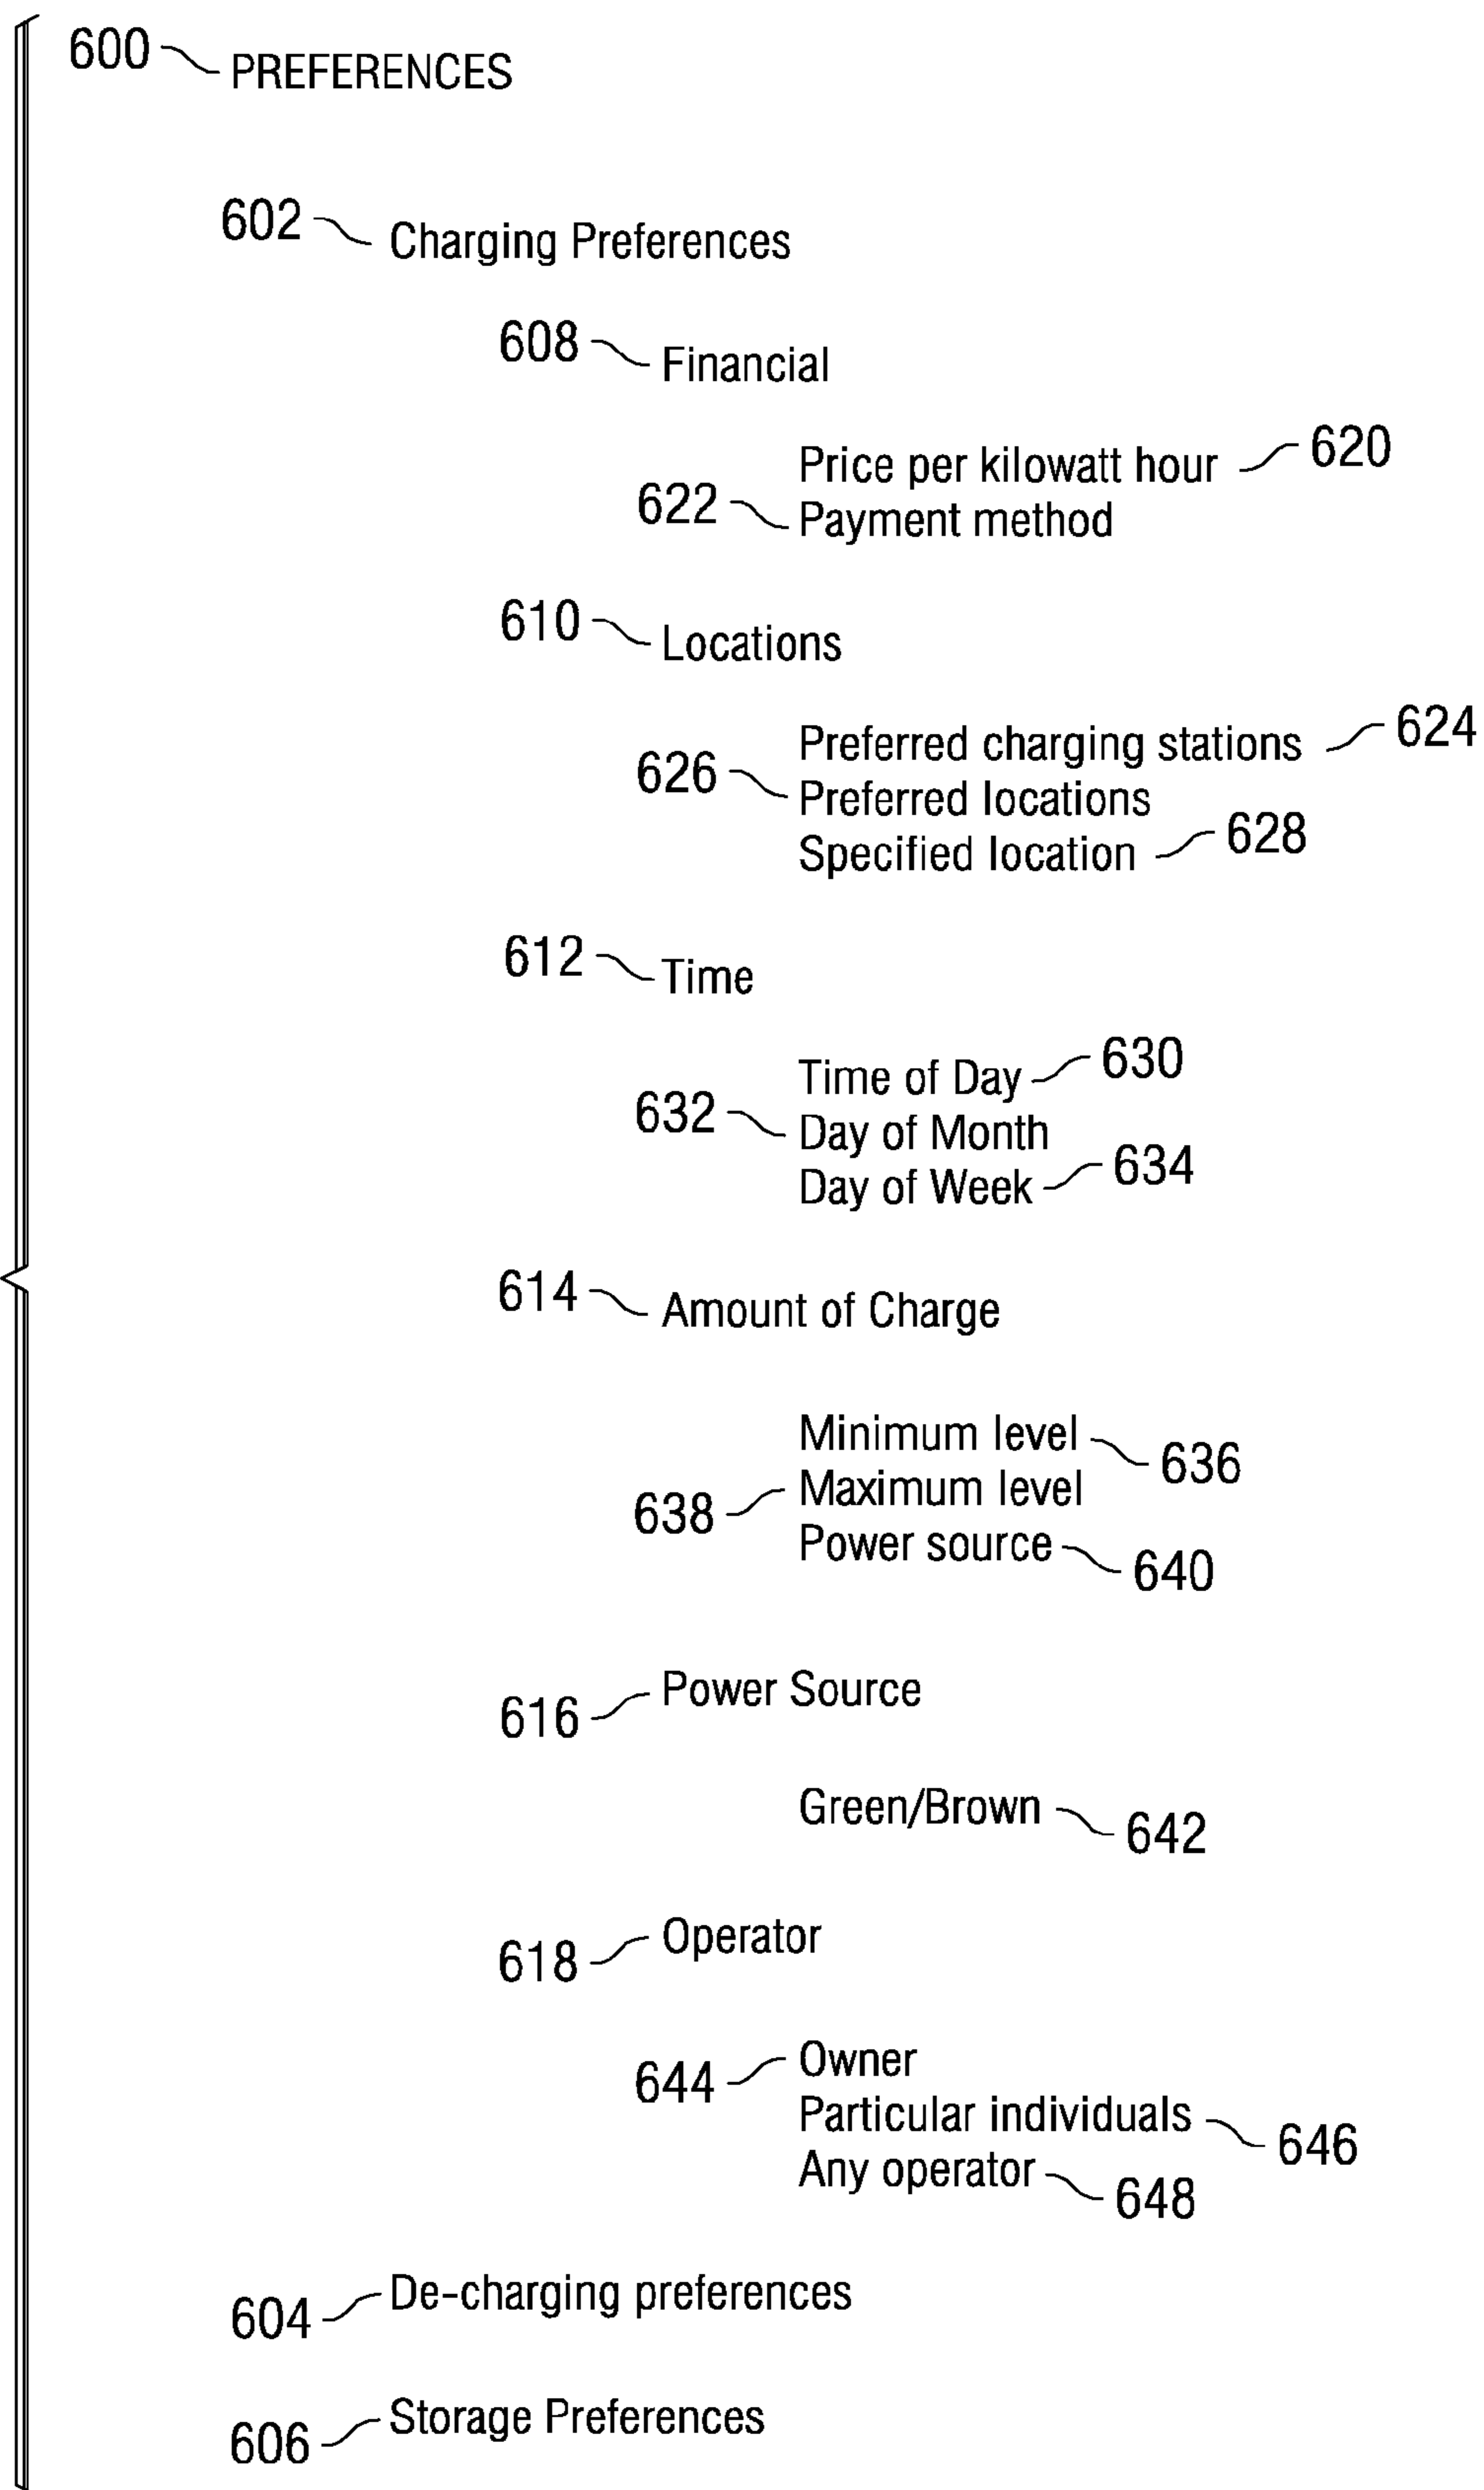 600 PREFERENCES
602 Charging Preferences
608 Financial
Price per kilowatt hour 620
622 Payment method
610 Locations
Preferred charging stations 624
626 Preferred locations
Specified location 628
612 Time
Time of Day 630
632 Day of Month
Day of Week 634
614 Amount of Charge
Minimum level 636
638 Maximum level
Power source 640
616 Power Source
Green/Brown 642
618 Operator
644 Owner
Particular individuals 646
Any operator 648
604 De-charging preferences
606 Storage Preferences